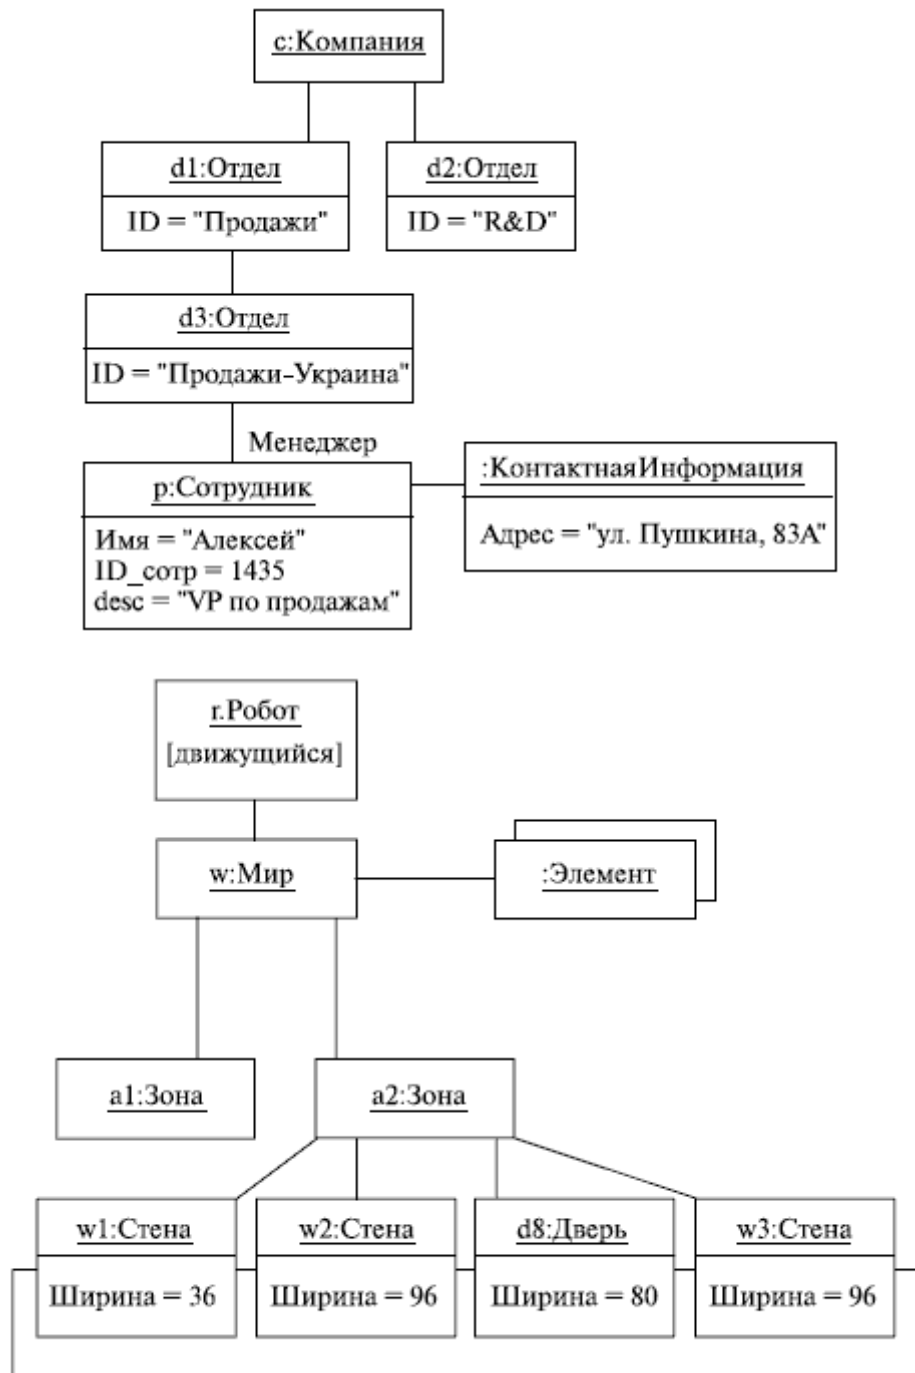 c:Компания
d1:Отдел
ID = "Продажи"
d2:Отдел
ID = "R&D"
d3:Отдел
ID = "Продажи-Украина"
Менеджер
p:Сотрудник
Имя = "Алексей"
ID_сотр = 1435
desc = "VP по продажам"
:КонтактнаяИнформация
Адрес = "ул. Пушкина, 83А"
r.Робот
[движущийся]
w:Мир
:Элемент
a1:Зона
a2:Зона
w1:Стена
Ширина = 36
w2:Стена
Ширина = 96
d8:Дверь
Ширина = 80
w3:Стена
Ширина = 96